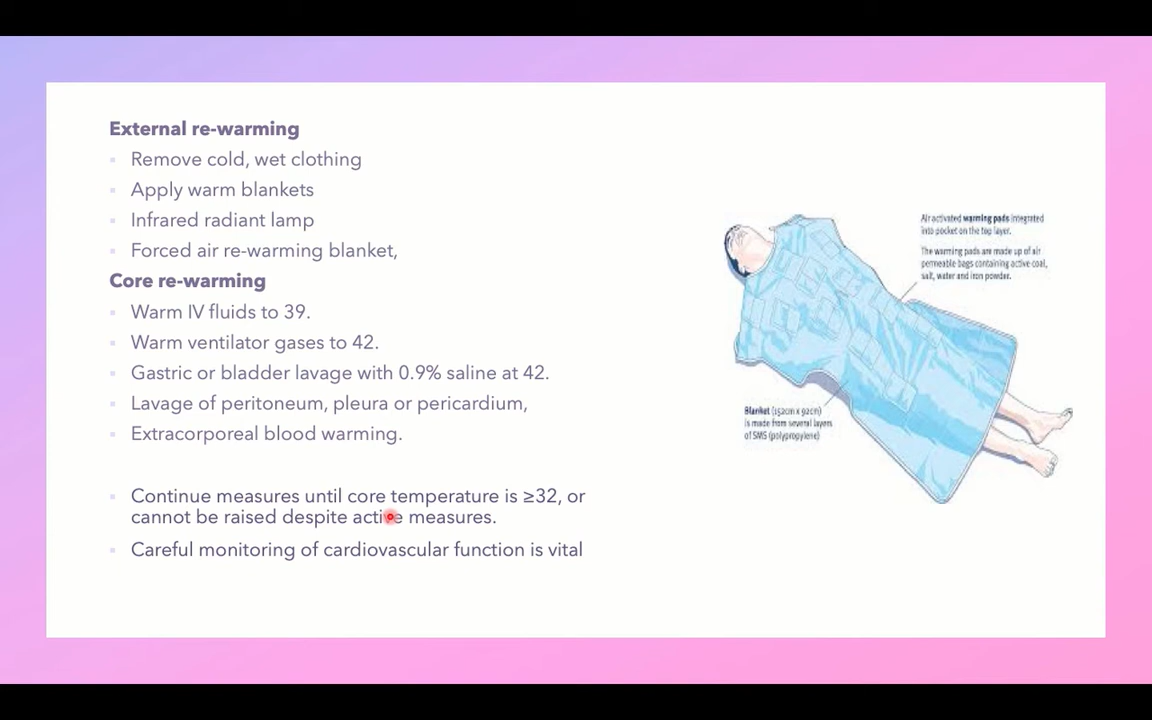 External re-warming
Remove cold, wet clothing
Apply warm blankets
Infrared radiant lamp
Forced air re-warming blanket,
Core re-warming
Warm IV fluids to 39.
Warm ventilator gases to 42.
Gastric or bladder lavage with 0.9% saline at 42.
Lavage of peritoneum, pleura or pericardium,
Extracorporeal blood warming.
Continue measures until core temperature is ≥32, or
cannot be raised despite active measures.
Careful monitoring of cardiovascular function is vital
Air activated warming pads integrated
into pocket on the top layer.
The warming pads are made up of air
permeable bags containing active coal,
salt, water and iron powder.
Blanket (152cm x 92cm)
is made from several layers
of SMS (polypropylene)